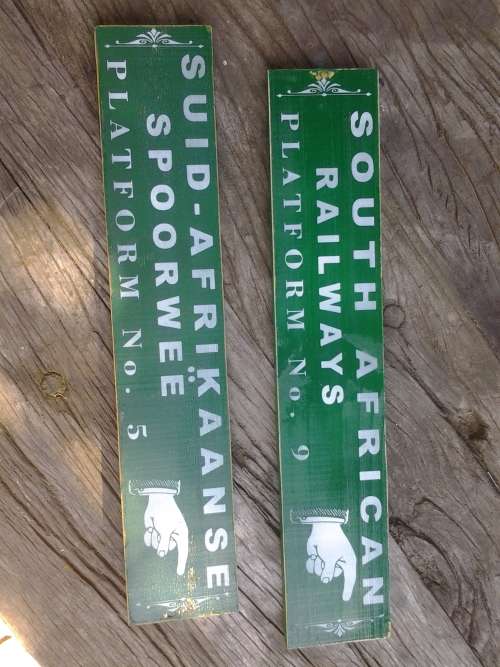 SUID-AFRIKAANSE
SPOORWEË
PLATFORM No. 5
SOUTH AFRICAN
RAILWAYS
PLATFORM No. 9